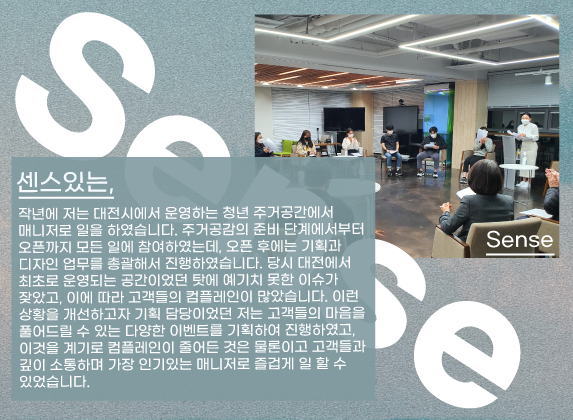 Sense
Sense
센스있는,
작년에 저는 대전시에서 운영하는 청년 주거공간에서
매니저로 일을 하였습니다. 주거공감의 준비 단계에서부터
오픈까지 모든 일에 참여하였는데, 오픈 후에는 기획과
디자인 업무를 총괄해서 진행하였습니다. 당시 대전에서
최초로 운영되는 공간이었던 탓에 예기치 못한 이슈가
잦았고, 이에 따라 고객들의 컴플레인이 많았습니다. 이런
상황을 개선하고자 기획 담당이었던 저는 고객들의 마음을
풀어드릴 수 있는 다양한 이벤트를 기획하여 진행하였고,
이것을 계기로 컴플레인이 줄어든 것은 물론이고 고객들과
깊이 소통하며 가장 인기있는 매니저로 즐겁게 일 할 수
있었습니다.